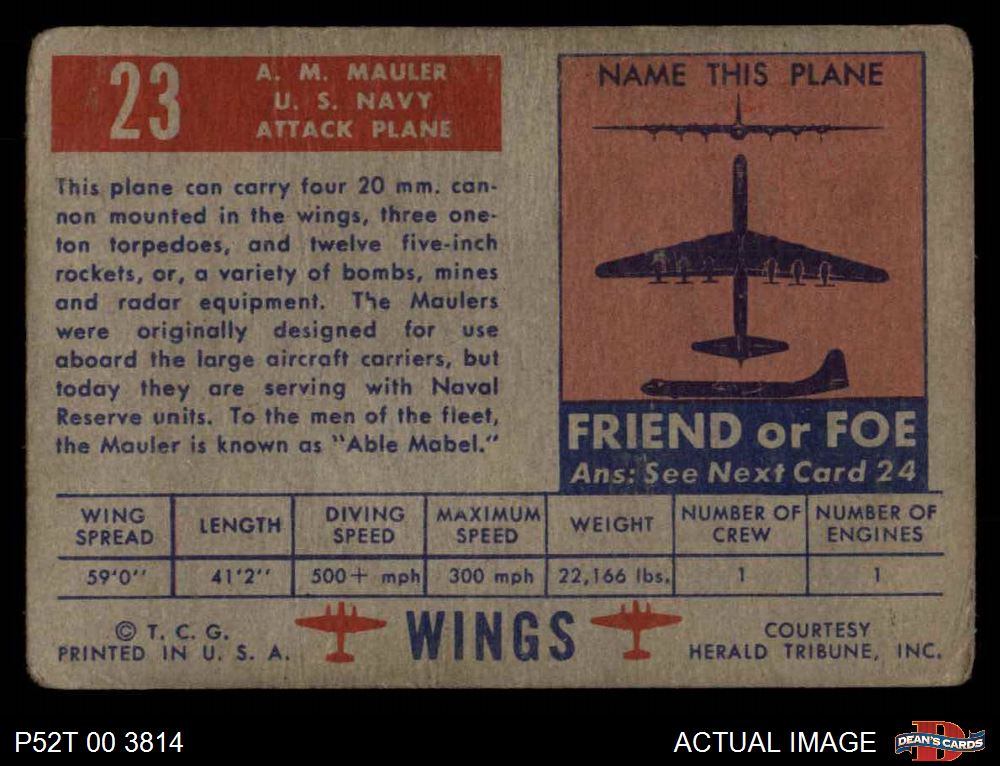 23
A. M. MAULER
U. S. NAVY
ATTACK PLANE
This plane can carry four 20 mm. can-
non mounted in the wings, three one-
ton torpedoes, and twelve five-inch
rockets, or, a variety of bombs, mines
and radar equipment. The Maulers
were originally designed for use
aboard the large aircraft carriers, but
today they are serving with Naval
Reserve units. To the men of the fleet,
the Mauler is known as "Able Mabel."
NAME THIS PLANE
FRIEND or FOE
Ans: See Next Card 24
WING SPREAD
LENGTH
DIVING SPEED
MAXIMUM SPEED
WEIGHT
NUMBER OF CREW
NUMBER OF ENGINES
59'0''
41'2''
500+ mph
300 mph
22,166 lbs.
1
1
© T. C. G.
PRINTED IN U. S. A.
WINGS
COURTESY
HERALD TRIBUNE, INC.
P52T 00 3814
ACTUAL IMAGE
DEAN'S CARDS